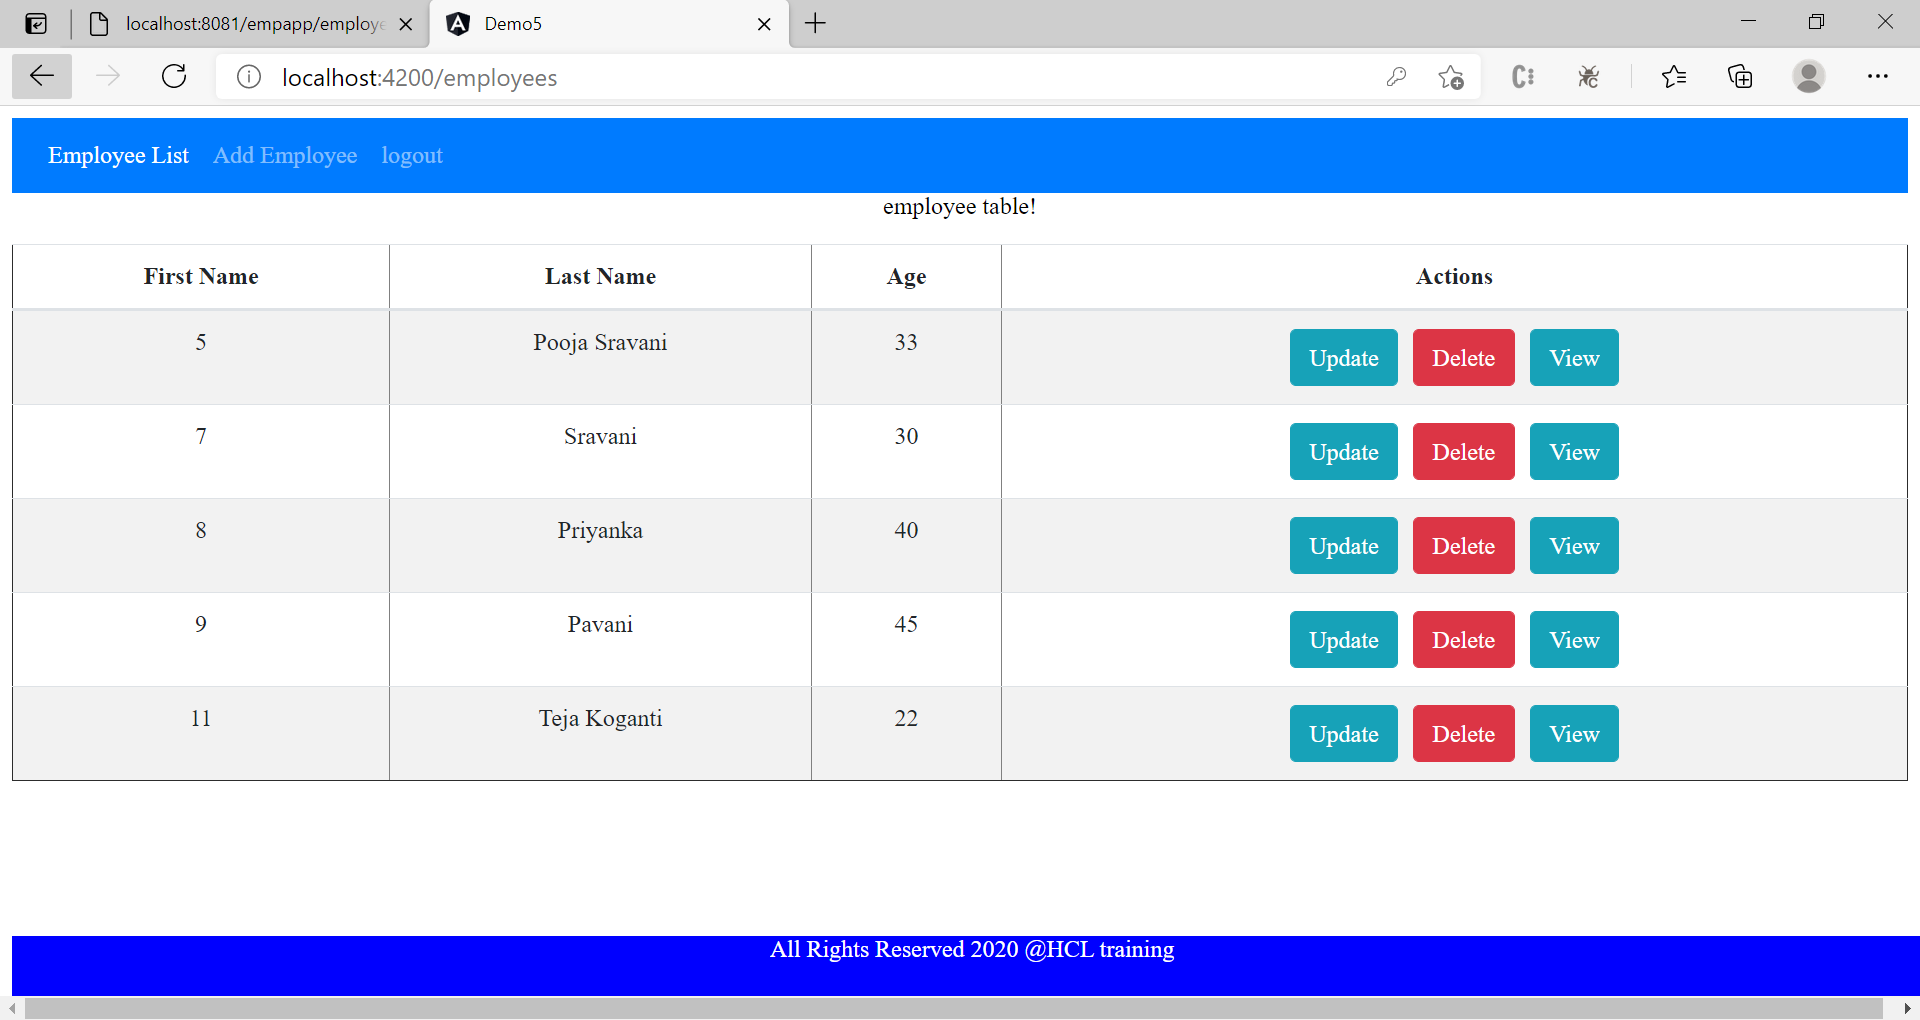 localhost:8081/empapp/employe
Demo5
localhost:4200/employees
Employee List Add Employee logout
employee table!
First Name Last Name Age Actions
5 Pooja Sravani 33 Update Delete View
7 Sravani 30 Update Delete View
8 Priyanka 40 Update Delete View
9 Pavani 45 Update Delete View
11 Teja Koganti 22 Update Delete View
All Rights Reserved 2020 @HCL training